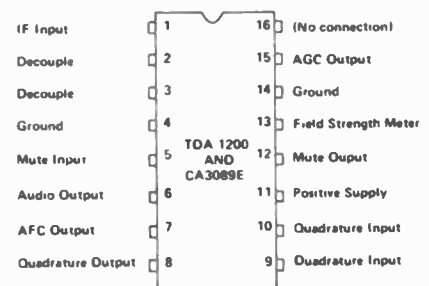 IF Input 1 16 (No connection)
Decouple 2 15 AGC Output
Decouple 3 14 Ground
Ground 4 13 Field Strength Meter
TDA 1200
Mute Input 5 AND 12 Mute Ouput
CA3089E
Audio Output 6 11 Positive Supply
AFC Output 7 10 Quadrature Input
Quadrature Output 8 9 Quadrature Input